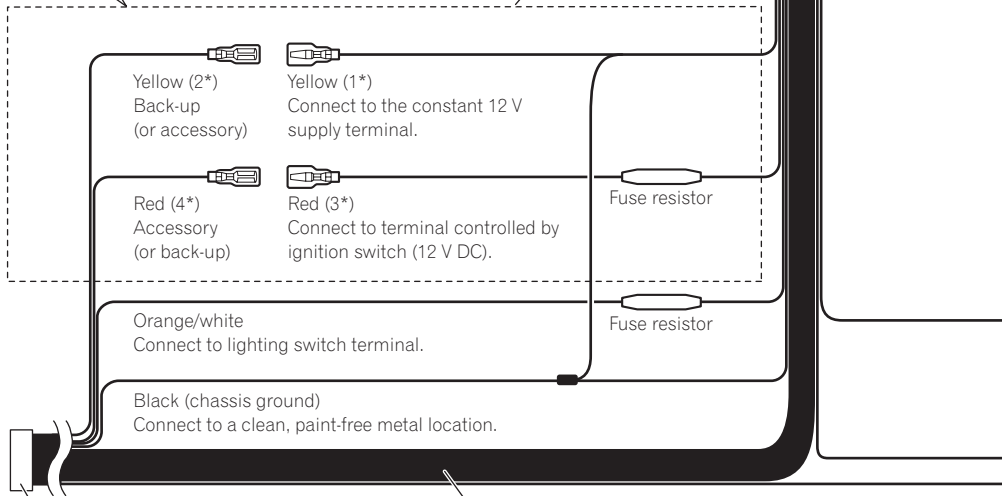 Yellow (2*)
Back-up
(or accessory)
Yellow (1*)
Connect to the constant 12 V
supply terminal.
Red (4*)
Accessory
(or back-up)
Red (3*)
Connect to terminal controlled by
ignition switch (12 V DC).
Fuse resistor
Orange/white
Connect to lighting switch terminal.
Fuse resistor
Black (chassis ground)
Connect to a clean, paint-free metal location.